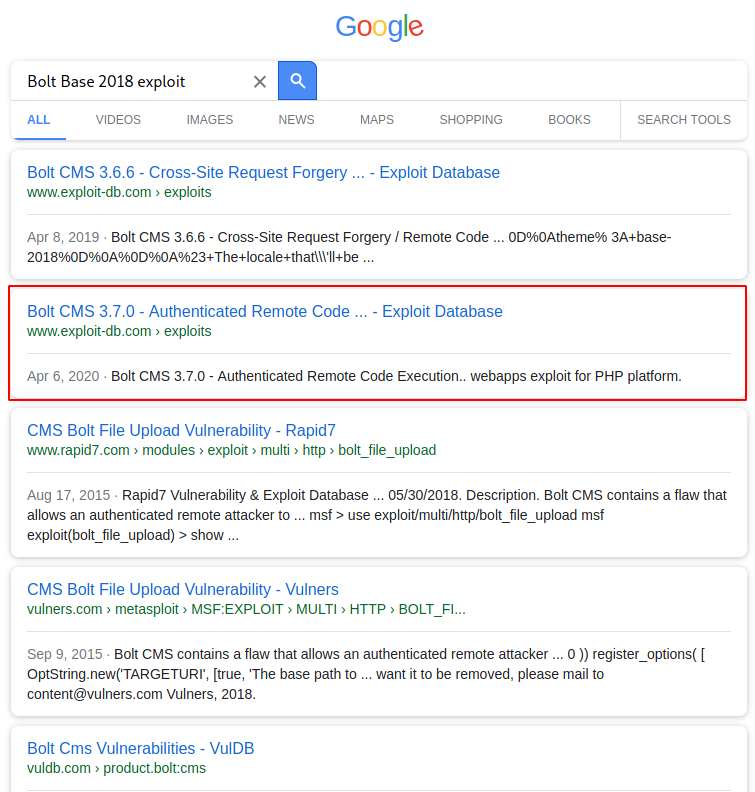 Google
Bolt Base 2018 exploit
ALL VIDEOS IMAGES NEWS MAPS SHOPPING BOOKS SEARCH TOOLS
Bolt CMS 3.6.6 - Cross-Site Request Forgery ... - Exploit Database
www.exploit-db.com › exploits
Apr 8, 2019 · Bolt CMS 3.6.6 - Cross-Site Request Forgery / Remote Code ... 0D%0Atheme% 3A+base-
2018%0D%0A%0D%0A%23+The+locale+that\\\'ll+be ...
Bolt CMS 3.7.0 - Authenticated Remote Code ... - Exploit Database
www.exploit-db.com › exploits
Apr 6, 2020 · Bolt CMS 3.7.0 - Authenticated Remote Code Execution.. webapps exploit for PHP platform.
CMS Bolt File Upload Vulnerability - Rapid7
www.rapid7.com › modules › exploit › multi › http › bolt_file_upload
Aug 17, 2015 · Rapid7 Vulnerability & Exploit Database ... 05/30/2018. Description. Bolt CMS contains a flaw that
allows an authenticated remote attacker to ... msf > use exploit/multi/http/bolt_file_upload msf
exploit(bolt_file_upload) > show ...
CMS Bolt File Upload Vulnerability - Vulners
vulners.com › metasploit › MSF:EXPLOIT › MULTI › HTTP › BOLT_FI...
Sep 9, 2015 · Bolt CMS contains a flaw that allows an authenticated remote attacker ... 0 )) register_options( [
OptString.new('TARGETURI', [true, 'The base path to ... want it to be removed, please mail to
content@vulners.com Vulners, 2018.
Bolt Cms Vulnerabilities - VulDB
vuldb.com › product.bolt:cms